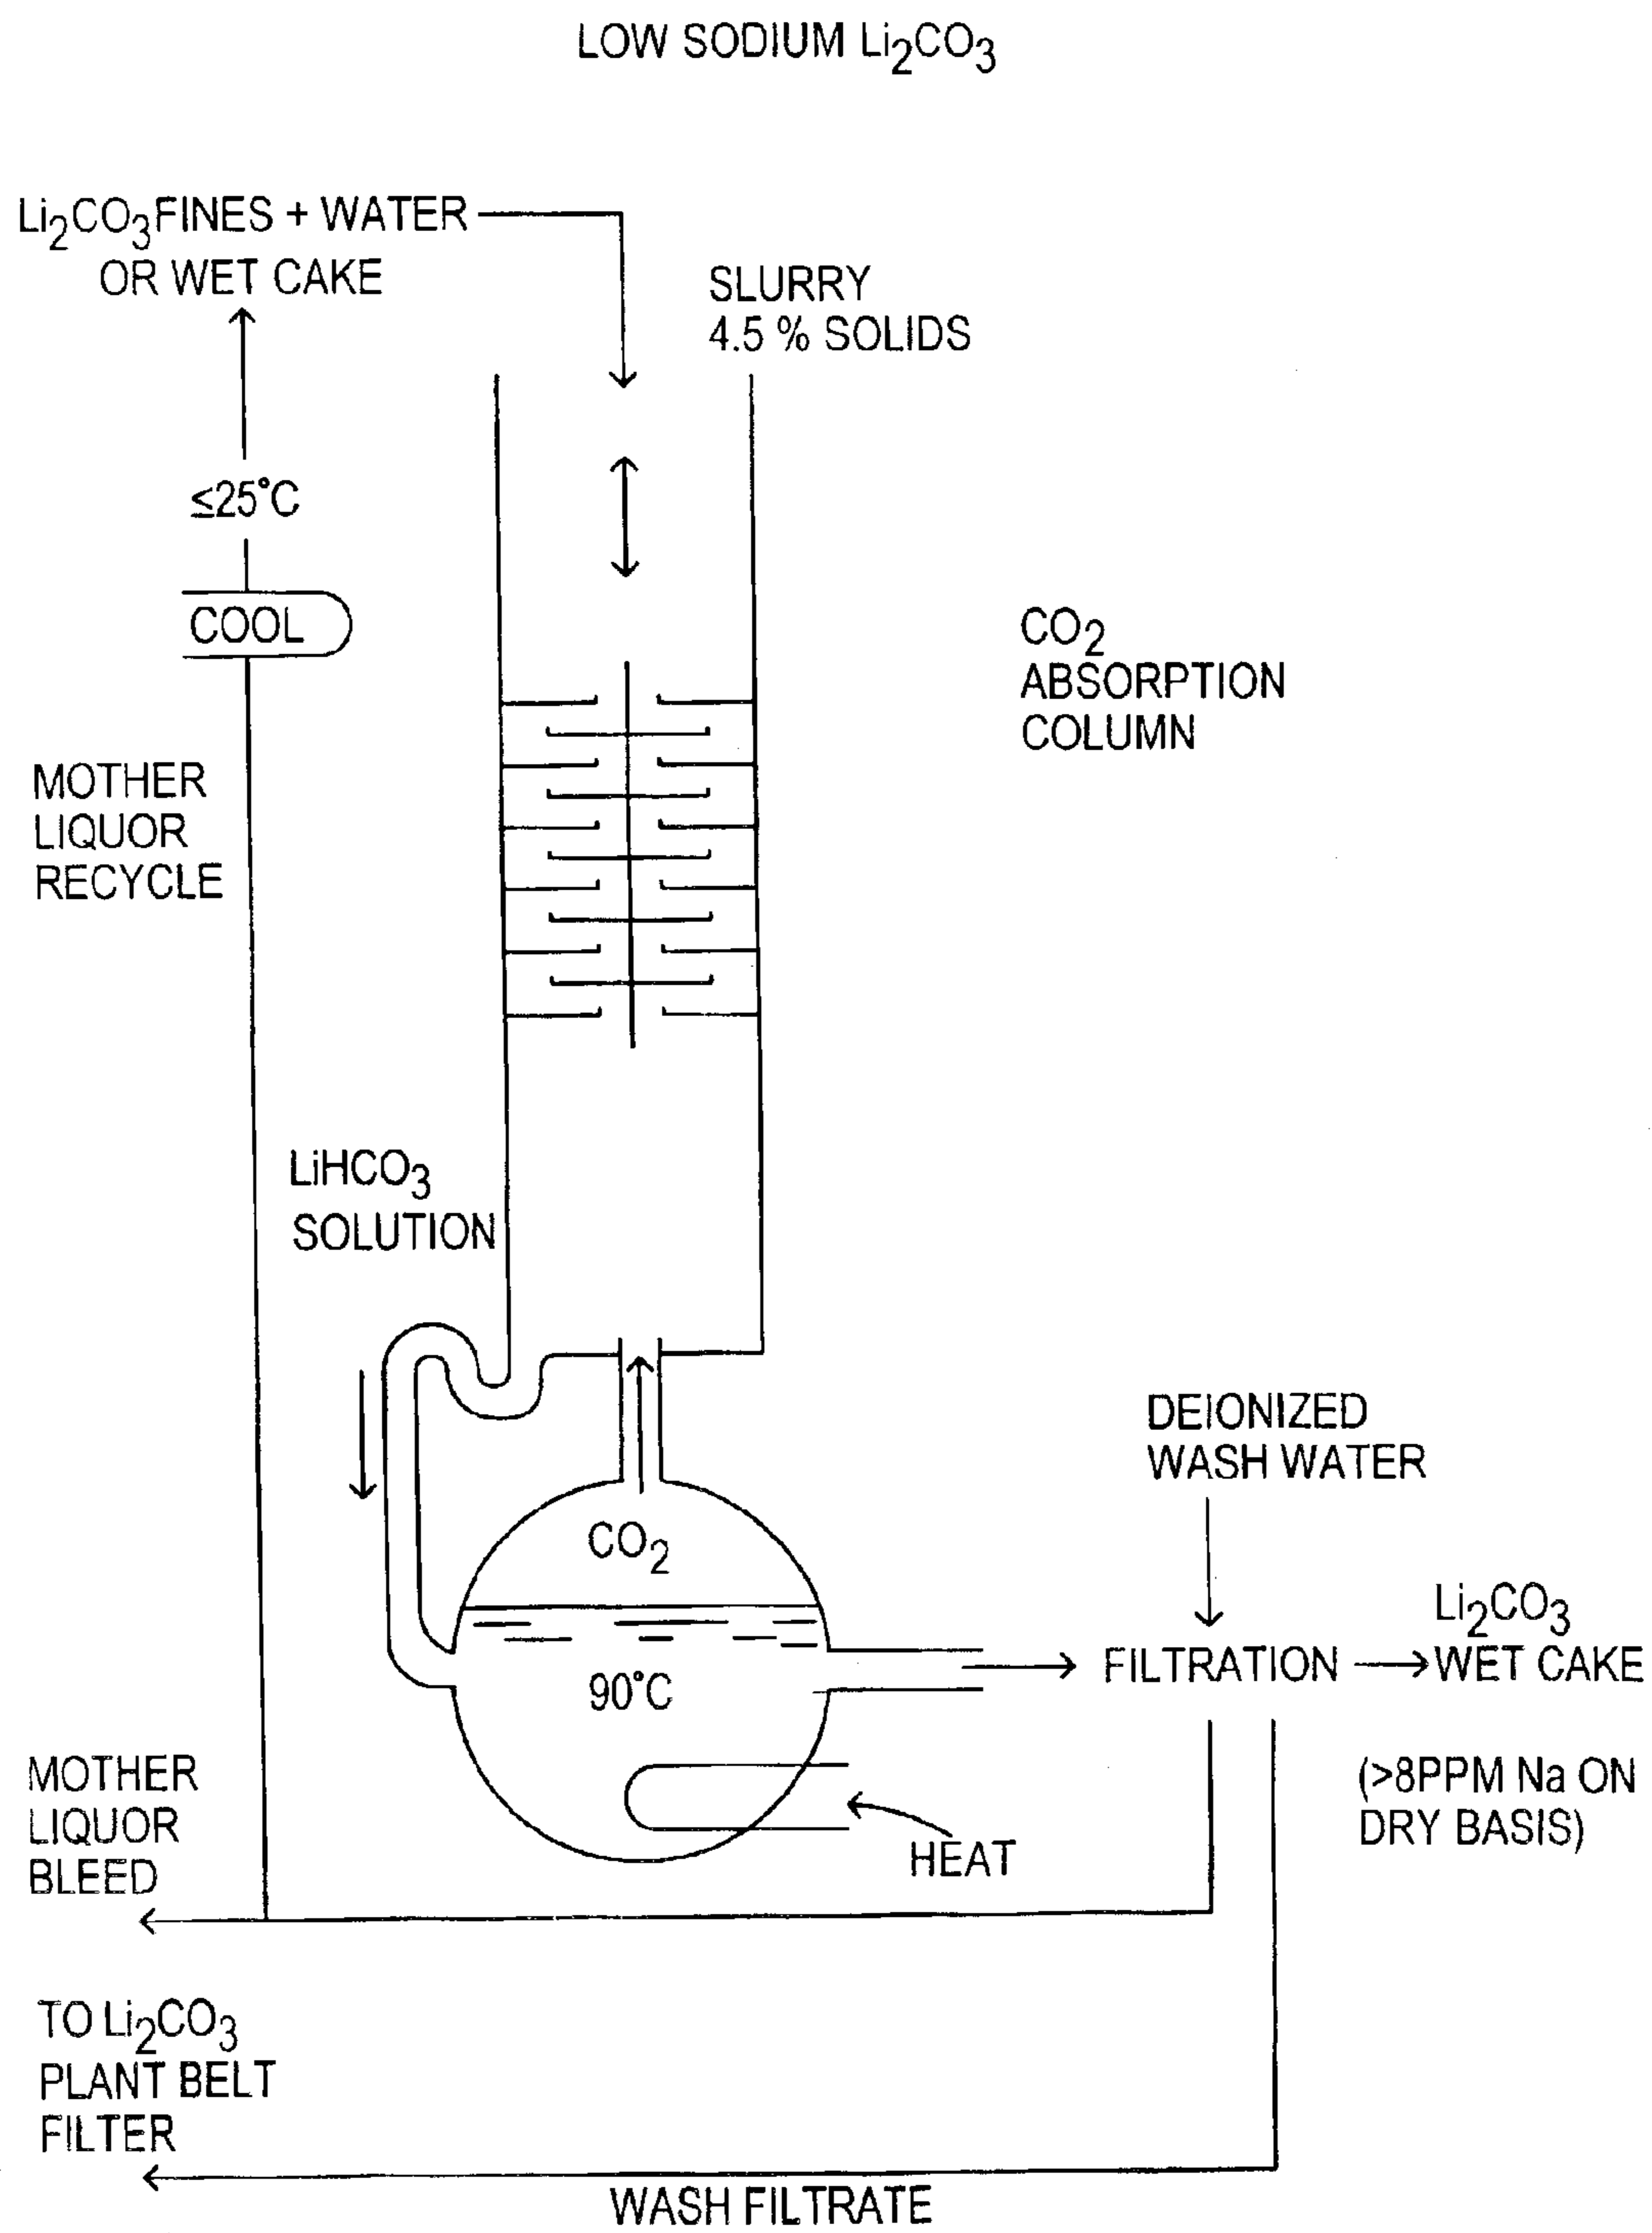 LOW SODIUM Li2CO3
Li2CO3 FINES + WATER
OR WET CAKE
SLURRY
4.5 % SOLIDS
≤25°C
COOL
CO2
ABSORPTION
COLUMN
MOTHER
LIQUOR
RECYCLE
LiHCO3
SOLUTION
DEIONIZED
WASH WATER
CO2
90°C
FILTRATION
Li2CO3
WET CAKE
(>8PPM Na ON
DRY BASIS)
HEAT
MOTHER
LIQUOR
BLEED
TO Li2CO3
PLANT BELT
FILTER
WASH FILTRATE